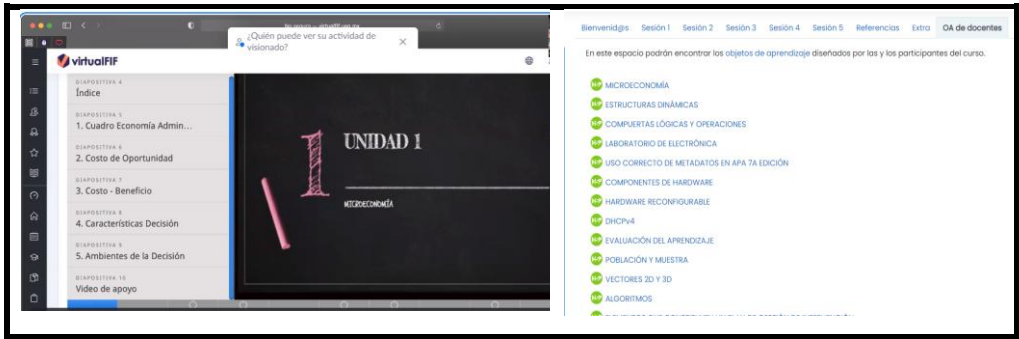 ¿Quién puede ver su actividad de
visionado?
virtualFIF
DIAPOSITIVA 4
Índice
DIAPOSITIVA 5
1. Cuadro Economía Admin...
DIAPOSITIVA 6
2. Costo de Oportunidad
DIAPOSITIVA 7
3. Costo - Beneficio
DIAPOSITIVA 8
4. Características Decisión
DIAPOSITIVA 9
5. Ambientes de la Decisión
DIAPOSITIVA 10
Video de apoyo
1
UNIDAD 1
MICROECONOMÍA
Bienvenid@s Sesión 1 Sesión 2 Sesión 3 Sesión 4 Sesión 5 Referencias Extra OA de docentes
En este espacio podrán encontrar los objetos de aprendizaje diseñados por las y los participantes del curso.
MICROECONOMÍA
ESTRUCTURAS DINÁMICAS
COMPUERTAS LÓGICAS Y OPERACIONES
LABORATORIO DE ELECTRÓNICA
USO CORRECTO DE METADATOS EN APA 7A EDICIÓN
COMPONENTES DE HARDWARE
HARDWARE RECONFIGURABLE
DHCPv4
EVALUACIÓN DEL APRENDIZAJE
POBLACIÓN Y MUESTRA
VECTORES 2D Y 3D
ALGORITMOS